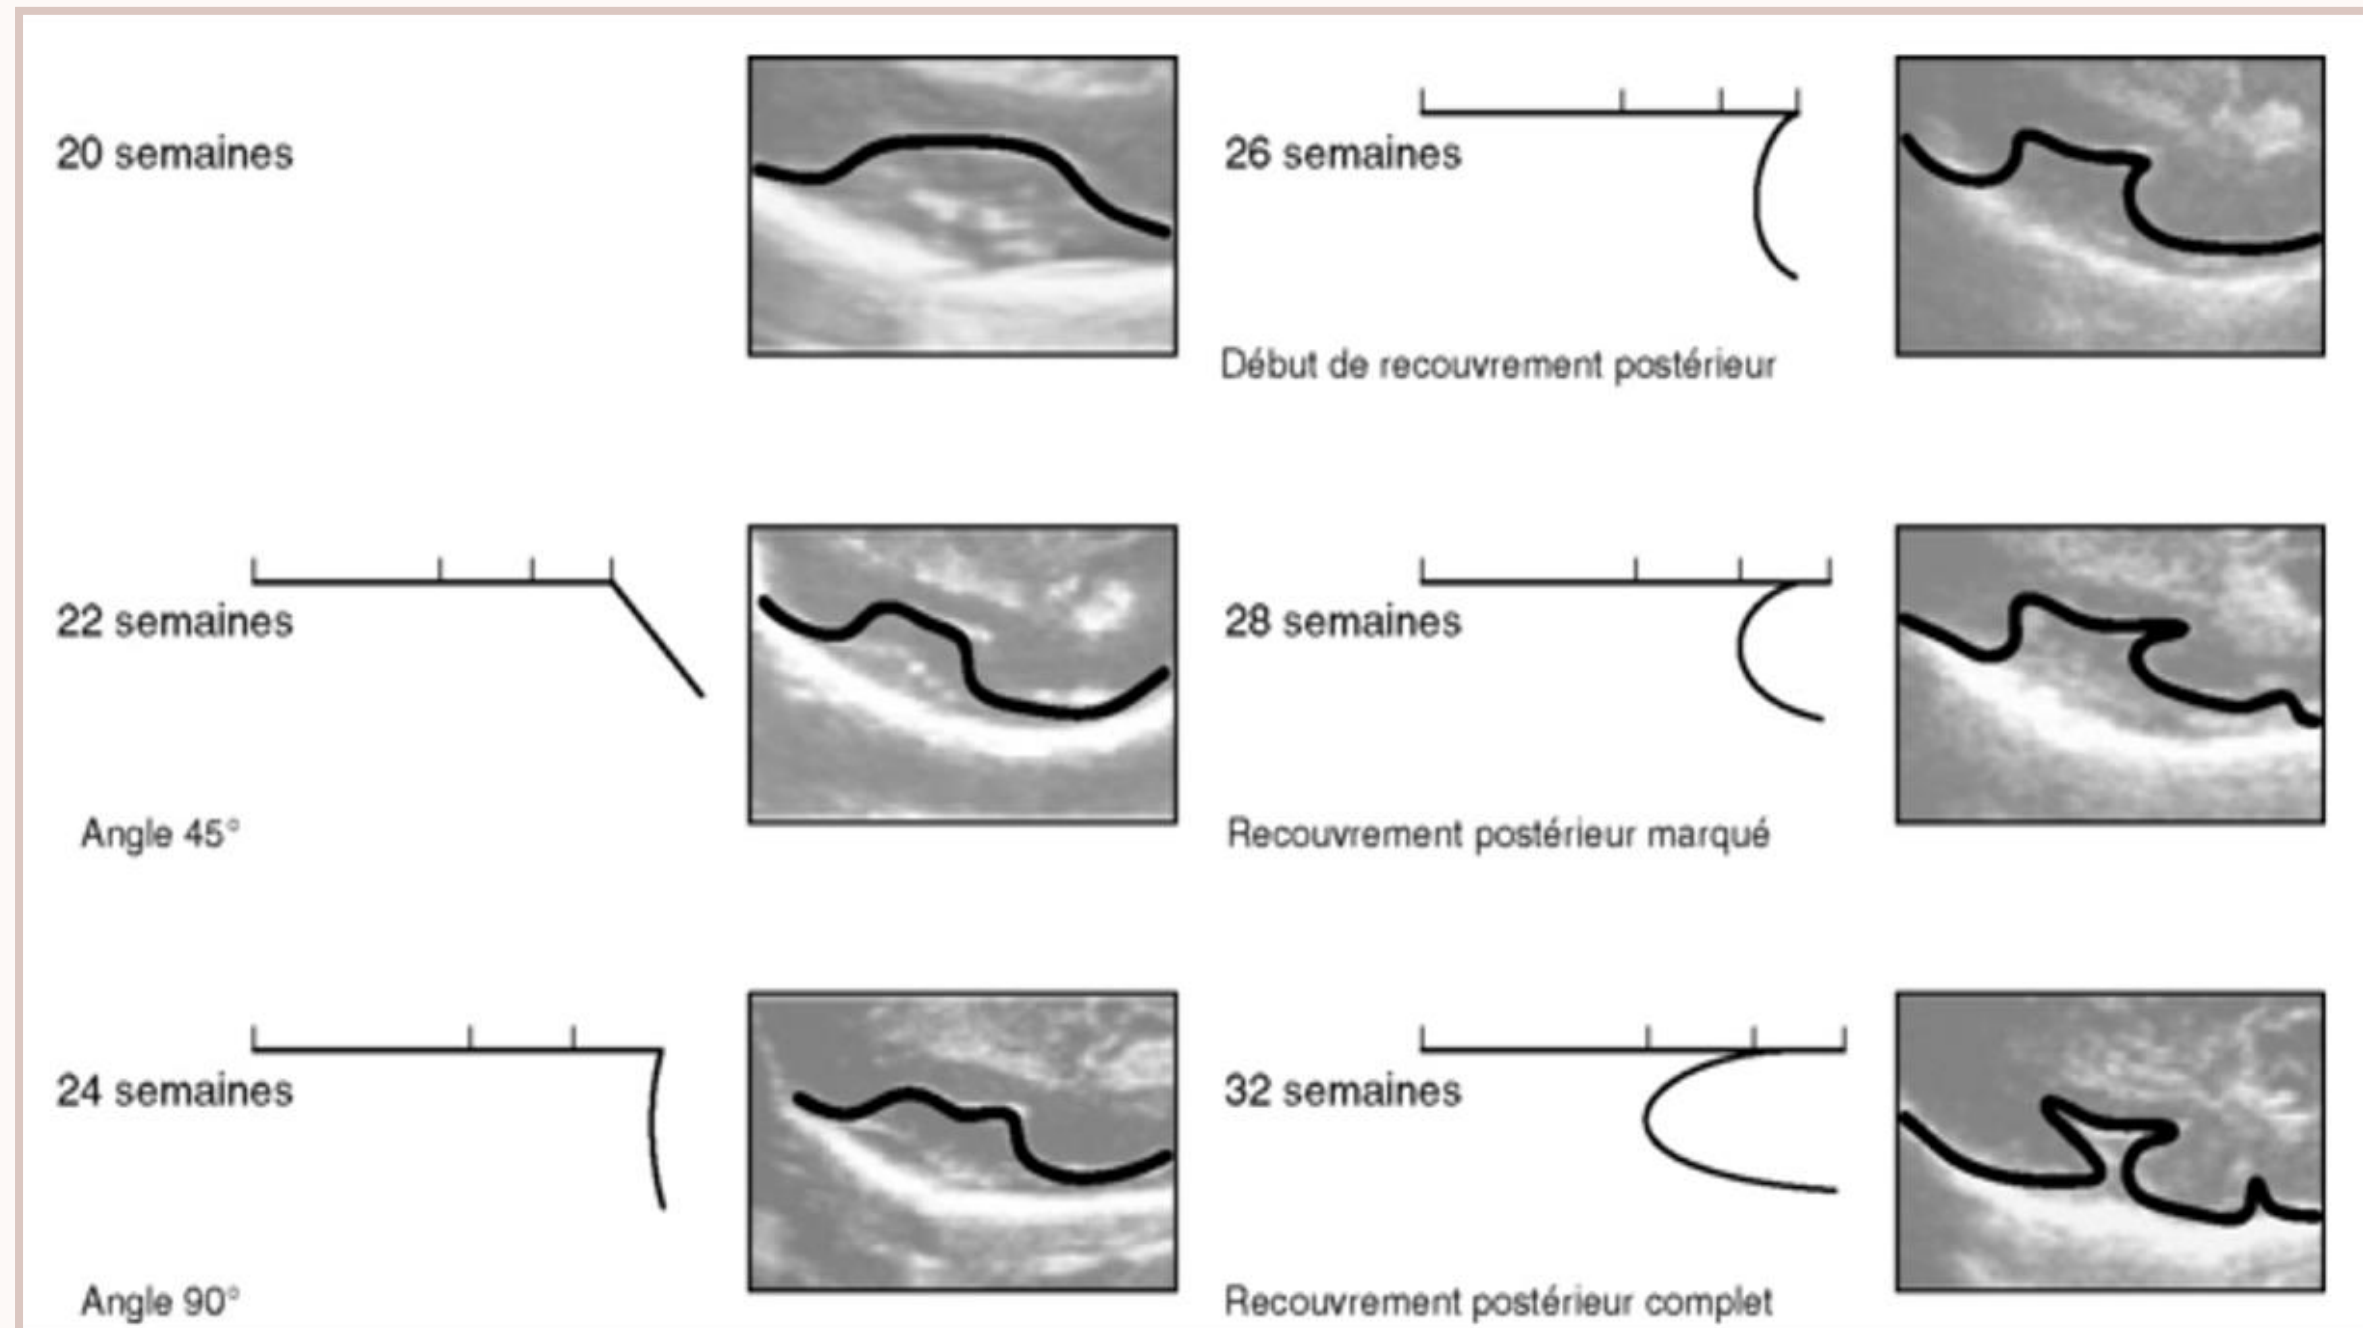 20 semaines
22 semaines
Angle 45°
24 semaines
Angle 90°
26 semaines
Début de recouvrement postérieur
28 semaines
Recouvrement postérieur marqué
32 semaines
Recouvrement postérieur complet